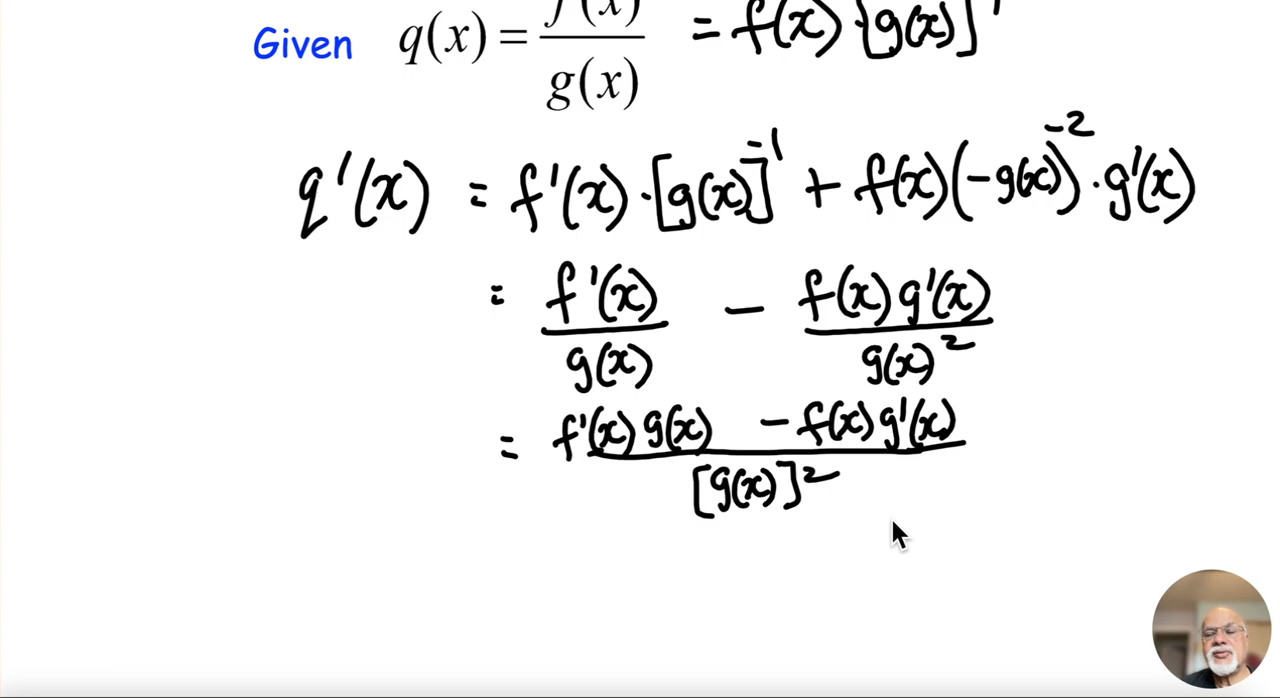 Given q(x) = f(x)/g(x) = f(x)·[g(x)]⁻¹
q'(x) = f'(x)·[g(x)]⁻¹ + f(x)(-g(x))⁻²·g'(x)
= f'(x)/g(x) - f(x)g'(x)/g(x)²
= f'(x)g(x) - f(x)g'(x)/[g(x)]²